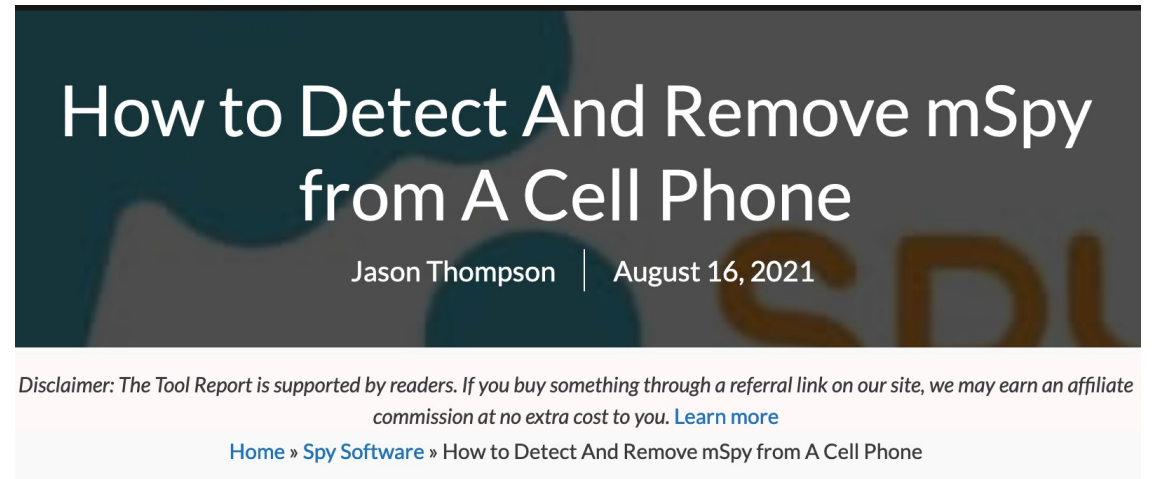 How to Detect And Remove mSpy
from A Cell Phone
Jason Thompson | August 16, 2021
Disclaimer: The Tool Report is supported by readers. If you buy something through a referral link on our site, we may earn an affiliate
commission at no extra cost to you. Learn more
Home » Spy Software » How to Detect And Remove mSpy from A Cell Phone